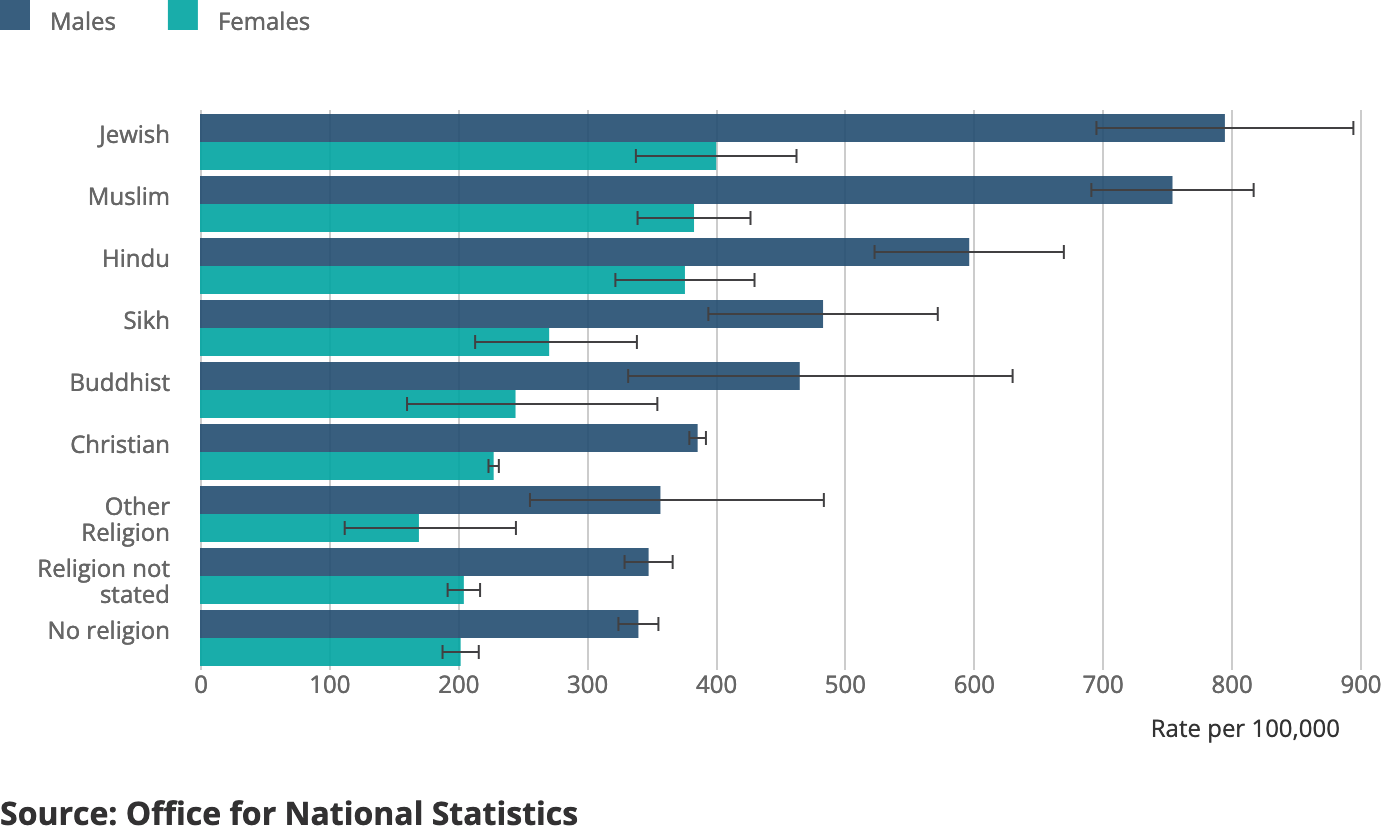 Males Females
Jewish
Muslim
Hindu
Sikh
Buddhist
Christian
Other
Religion
Religion not
stated
No religion
0 100 200 300 400 500 600 700 800 900
Rate per 100,000
Source: Office for National Statistics